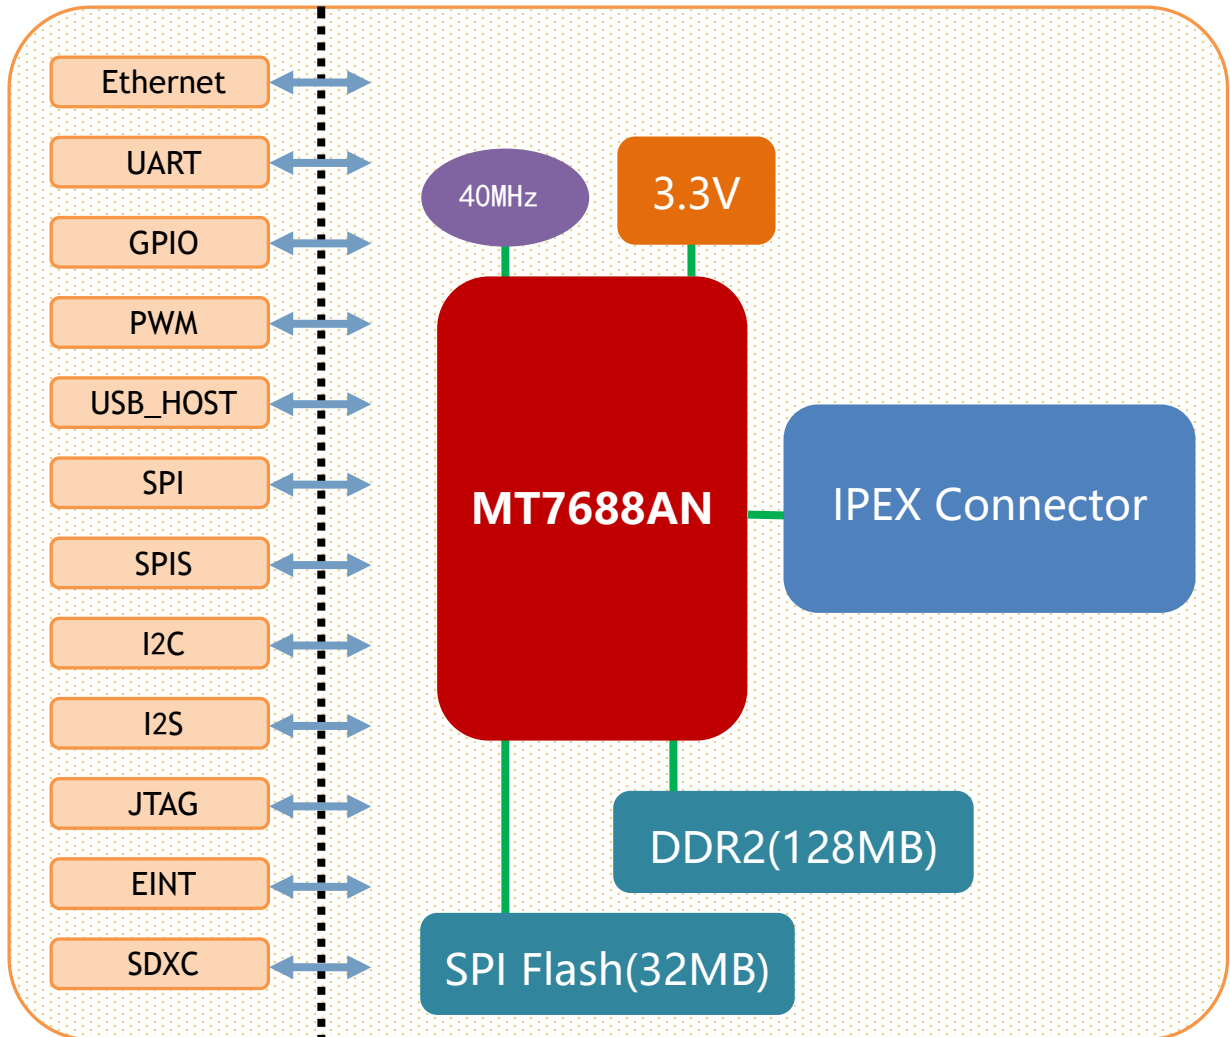 Ethernet
UART
GPIO
PWM
USB_HOST
SPI
SPIS
I2C
I2S
JTAG
EINT
SDXC
40MHz
3.3V
MT7688AN
IPEX Connector
DDR2(128MB)
SPI Flash(32MB)